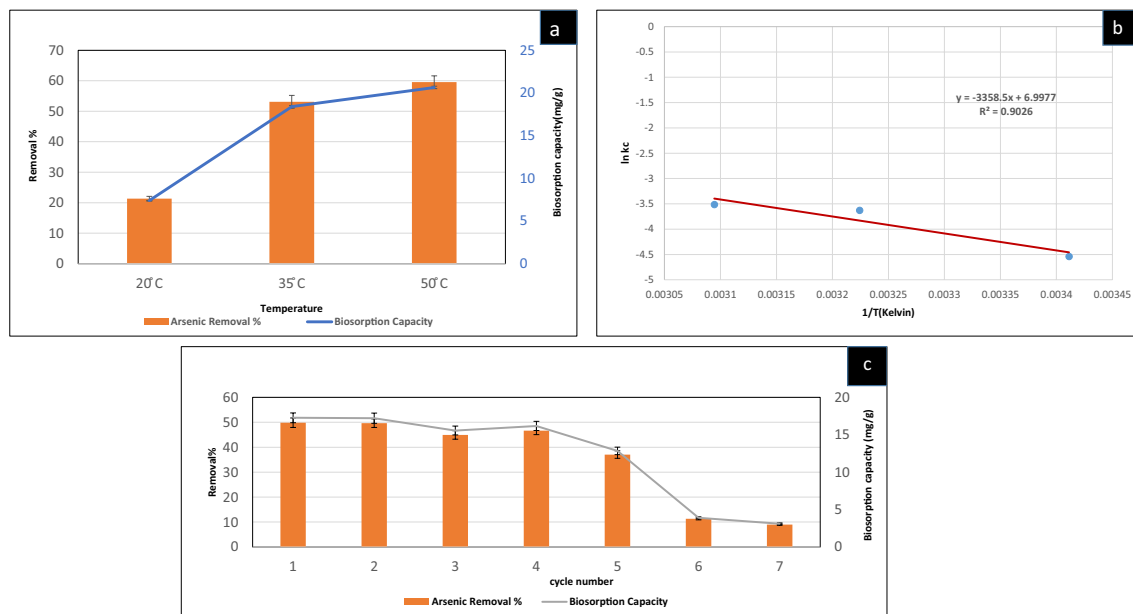 a
70
60
50
40
30
20
10
0
Removal %
25
20
15
10
5
0
Biosorption capacity(mg/g)
20°C
35°C
50°C
Temperature
Arsenic Removal %
Biosorption Capacity
b
0
-0.5
-1
-1.5
-2
-2.5
-3
-3.5
-4
-4.5
-5
ln kc
y = -3358.5x + 6.9977
R² = 0.9026
0.00305
0.0031
0.00315
0.0032
0.00325
0.0033
0.00335
0.0034
0.00345
1/T(Kelvin)
c
60
50
40
30
20
10
0
Removal%
20
15
10
5
0
Biosorption capacity (mg/g)
1
2
3
4
5
6
7
cycle number
Arsenic Removal %
Biosorption Capacity